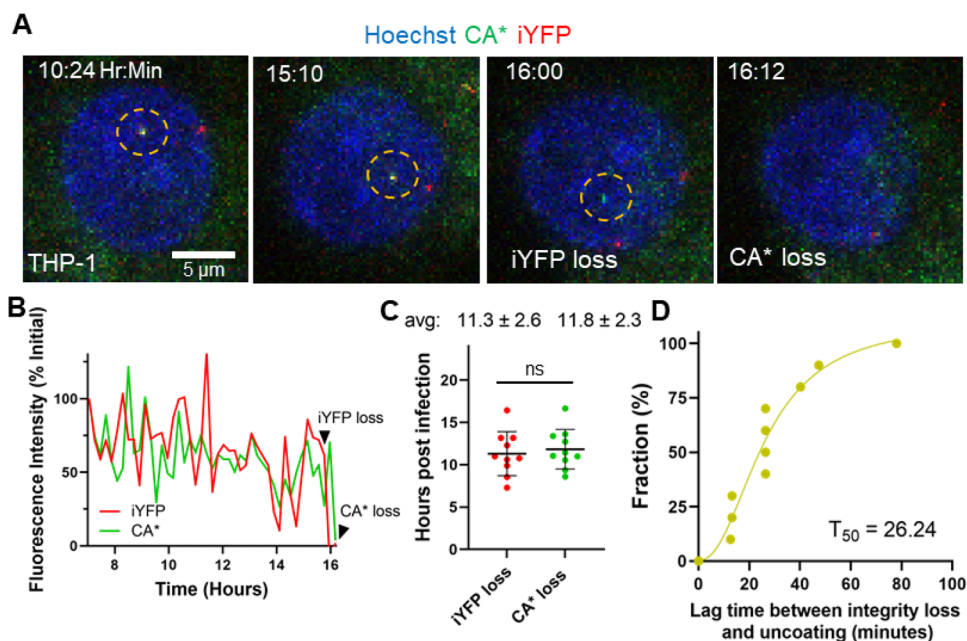 A
Hoechst CA* iYFP
10:24 Hr:Min
15:10
16:00
16:12
THP-1
5 µm
iYFP loss
CA* loss
B
Fluorescence Intensity (% Initial)
100
50
0
8 10 12 14 16
Time (Hours)
iYFP
CA*
iYFP loss
CA* loss
C
avg: 11.3 ± 2.6 11.8 ± 2.3
ns
Hours post infection
20
15
10
5
0
iYFP loss
CA* loss
D
Fraction (%)
100
75
50
25
0
T50 = 26.24
0 20 40 60 80 100
Lag time between integrity loss
and uncoating (minutes)